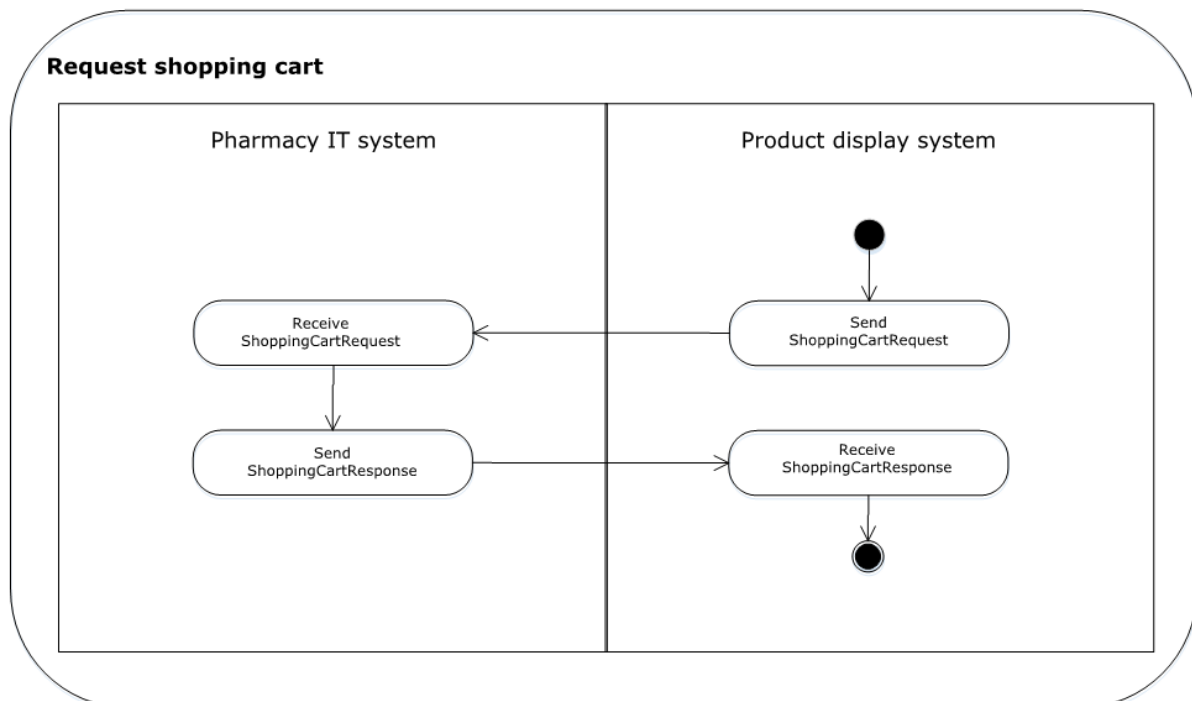 Request shopping cart
Pharmacy IT system
Product display system
Receive
ShoppingCartRequest
Send
ShoppingCartRequest
Send
ShoppingCartResponse
Receive
ShoppingCartResponse